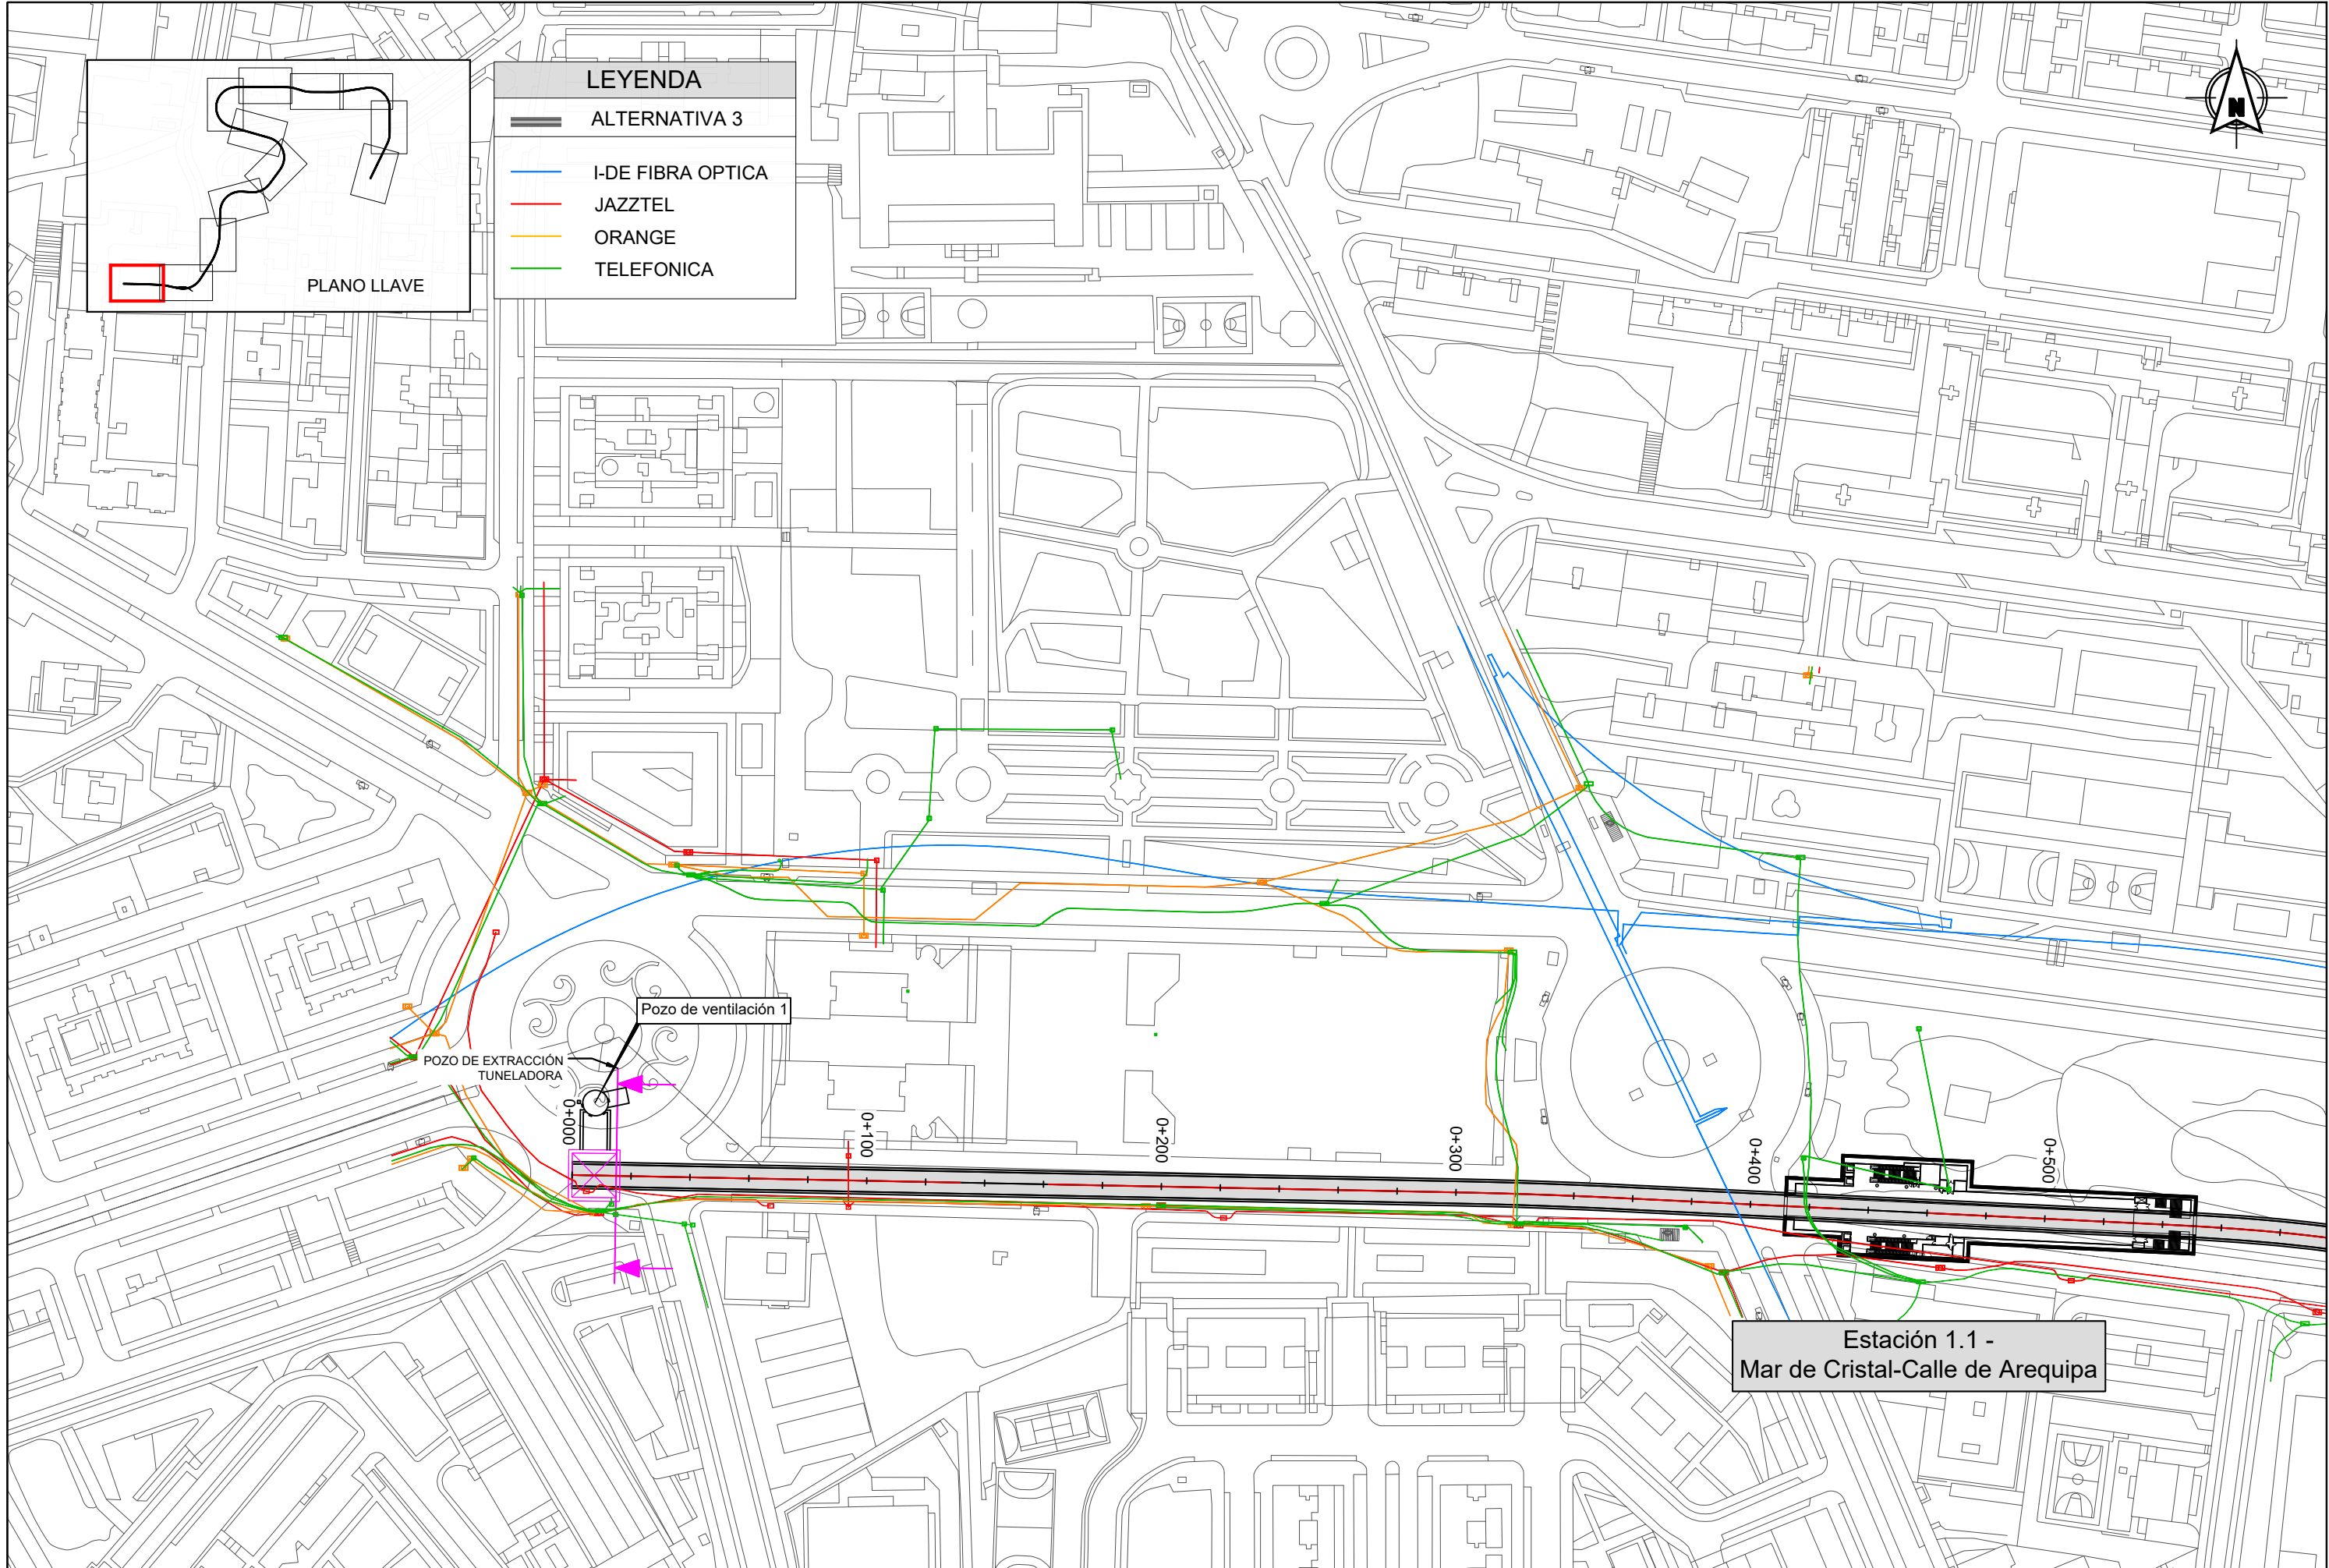 LEYENDA
ALTERNATIVA 3
I-DE FIBRA OPTICA
JAZZTEL
ORANGE
TELEFONICA
PLANO LLAVE
N
Pozo de ventilación 1
POZO DE EXTRACCIÓN
TUNELADORA
0+000
0+100
0+200
0+300
0+400
0+500
Estación 1.1 -
Mar de Cristal-Calle de Arequipa